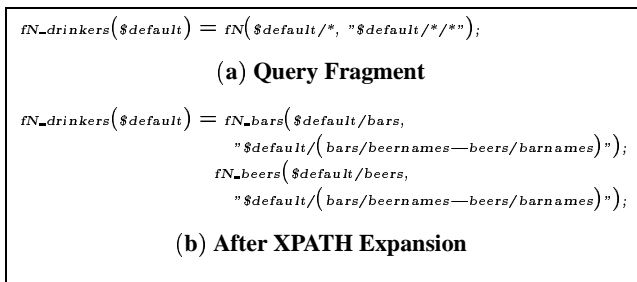 fN_drinkers($default) = fN($default/*, "$default/*/*");
(a) Query Fragment
fN_drinkers($default) = fN_bars($default/bars,
"$default/(bars/beernames—beers/barnames)");
fN_beers($default/beers,
"$default/(bars/beernames—beers/barnames)");
(b) After XPATH Expansion